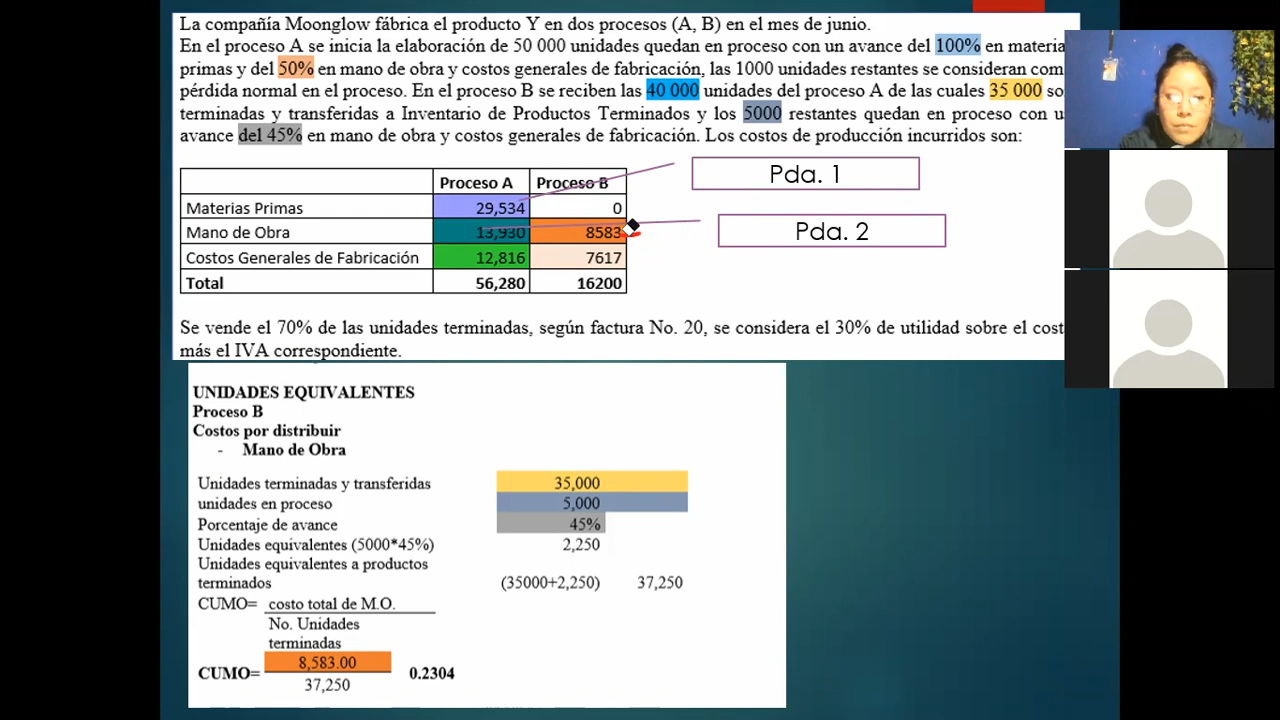 La compañía Moonglow fábrica el producto Y en dos procesos (A, B) en el mes de junio.
En el proceso A se inicia la elaboración de 50 000 unidades quedan en proceso con un avance del 100% en materia
primas y del 50% en mano de obra y costos generales de fabricación, las 1000 unidades restantes se consideran com
pérdida normal en el proceso. En el proceso B se reciben las 40 000 unidades del proceso A de las cuales 35 000 so
terminadas y transferidas a Inventario de Productos Terminados y los 5000 restantes quedan en proceso con u
avance del 45% en mano de obra y costos generales de fabricación. Los costos de producción incurridos son:
Proceso A Proceso B
Materias Primas 29,534 0
Mano de Obra 13,930 8583
Costos Generales de Fabricación 12,816 7617
Total 56,280 16200
Pda. 1
Pda. 2
Se vende el 70% de las unidades terminadas, según factura No. 20, se considera el 30% de utilidad sobre el cost
más el IVA correspondiente.
UNIDADES EQUIVALENTES
Proceso B
Costos por distribuir
- Mano de Obra
Unidades terminadas y transferidas 35,000
unidades en proceso 5,000
Porcentaje de avance 45%
Unidades equivalentes (5000*45%) 2,250
Unidades equivalentes a productos
terminados (35000+2,250) 37,250
CUMO= costo total de M.O.
No. Unidades
terminadas
8,583.00
CUMO= 0.2304
37,250